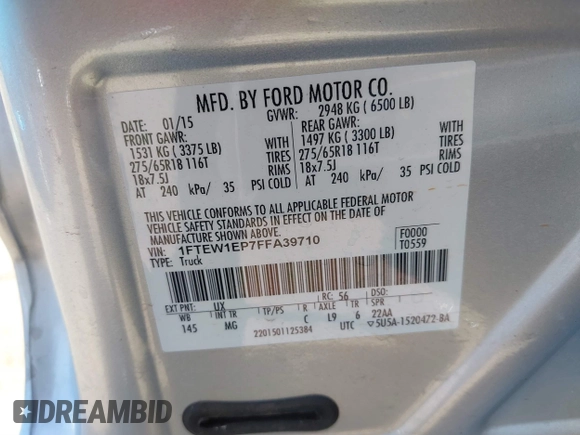 MFD. BY FORD MOTOR CO.
DATE: 01/15 GVWR: 2948 KG ( 6500 LB)
FRONT GAWR: REAR GAWR:
1531 KG ( 3375 LB) WITH 1497 KG ( 3300 LB) WITH
275/65R18 116T TIRES 275/65R18 116T TIRES
18x7.5J RIMS 18x7.5J RIMS
AT 240 kPa/ 35 PSI COLD AT 240 kPa/ 35 PSI COLD
THIS VEHICLE CONFORMS TO ALL APPLICABLE FEDERAL MOTOR
VEHICLE SAFETY STANDARDS IN EFFECT ON THE DATE OF
MANUFACTURE SHOWN ABOVE.
VIN: 1FTEW1EP7FFA39710 F0000
TYPE: Truck T0559
EXT PNT: UX RC: 56 DSO:
WB INT TR TP/PS R AXLE TR SPR
145 MG C L9 6 22AA
2201501125384 UTC ▽5USA-1520472-BA
DREAMBID